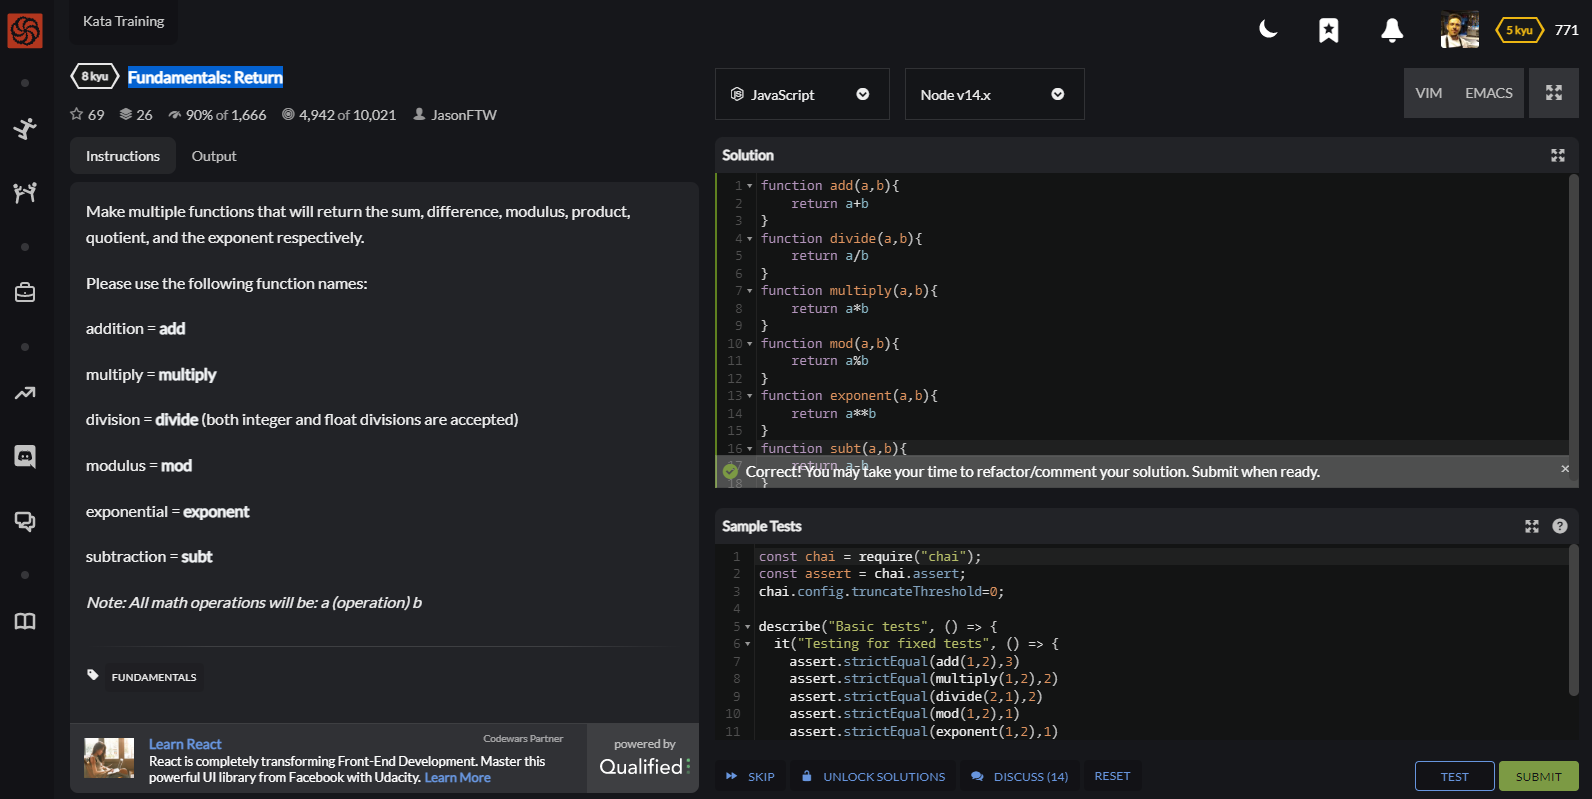 Kata Training
5 kyu
771
8 kyu
Fundamentals: Return
69 26 90% of 1,666 4,942 of 10,021 JasonFTW
Instructions Output
Make multiple functions that will return the sum, difference, modulus, product,
quotient, and the exponent respectively.
Please use the following function names:
addition = add
multiply = multiply
division = divide (both integer and float divisions are accepted)
modulus = mod
exponential = exponent
subtraction = subt
Note: All math operations will be: a (operation) b
FUNDAMENTALS
Learn React
Codewars Partner
React is completely transforming Front-End Development. Master this
powerful UI library from Facebook with Udacity. Learn More
powered by
Qualified
JavaScript
Node v14.x
VIM EMACS
Solution
1 function add(a,b){
2 return a+b
3 }
4 function divide(a,b){
5 return a/b
6 }
7 function multiply(a,b){
8 return a*b
9 }
10 function mod(a,b){
11 return a%b
12 }
13 function exponent(a,b){
14 return a**b
15 }
16 function subt(a,b){
17 return a-b
Correct! You may take your time to refactor/comment your solution. Submit when ready.
18 }
Sample Tests
1 const chai = require("chai");
2 const assert = chai.assert;
3 chai.config.truncateThreshold=0;
4
5 describe("Basic tests", () => {
6 it("Testing for fixed tests", () => {
7 assert.strictEqual(add(1,2),3)
8 assert.strictEqual(multiply(1,2),2)
9 assert.strictEqual(divide(2,1),2)
10 assert.strictEqual(mod(1,2),1)
11 assert.strictEqual(exponent(1,2),1)
SKIP UNLOCK SOLUTIONS DISCUSS (14) RESET TEST SUBMIT